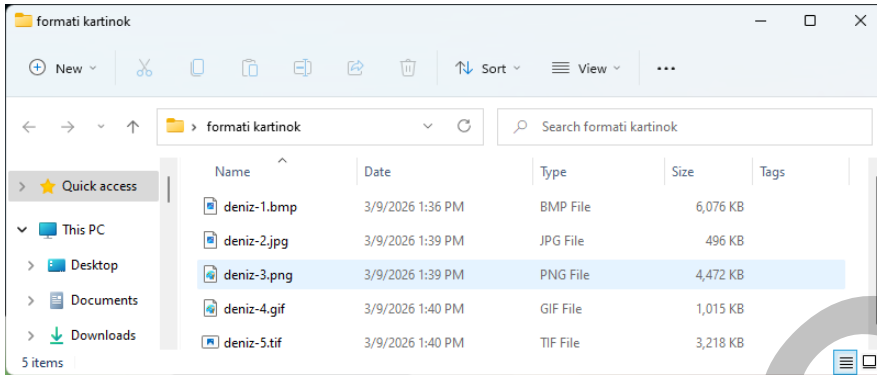 formati kartinok
New Sort View
formati kartinok Search formati kartinok
Quick access
This PC
Desktop
Documents
Downloads
Name Date Type Size Tags
deniz-1.bmp 3/9/2026 1:36 PM BMP File 6,076 KB
deniz-2.jpg 3/9/2026 1:39 PM JPG File 496 KB
deniz-3.png 3/9/2026 1:39 PM PNG File 4,472 KB
deniz-4.gif 3/9/2026 1:40 PM GIF File 1,015 KB
deniz-5.tif 3/9/2026 1:40 PM TIF File 3,218 KB
5 items